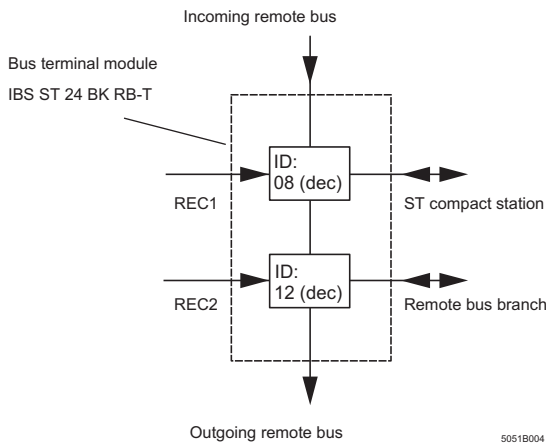 Incoming remote bus
Bus terminal module
IBS ST 24 BK RB-T
ID:
08 (dec)
REC1
ST compact station
ID:
12 (dec)
REC2
Remote bus branch
Outgoing remote bus
5051B004